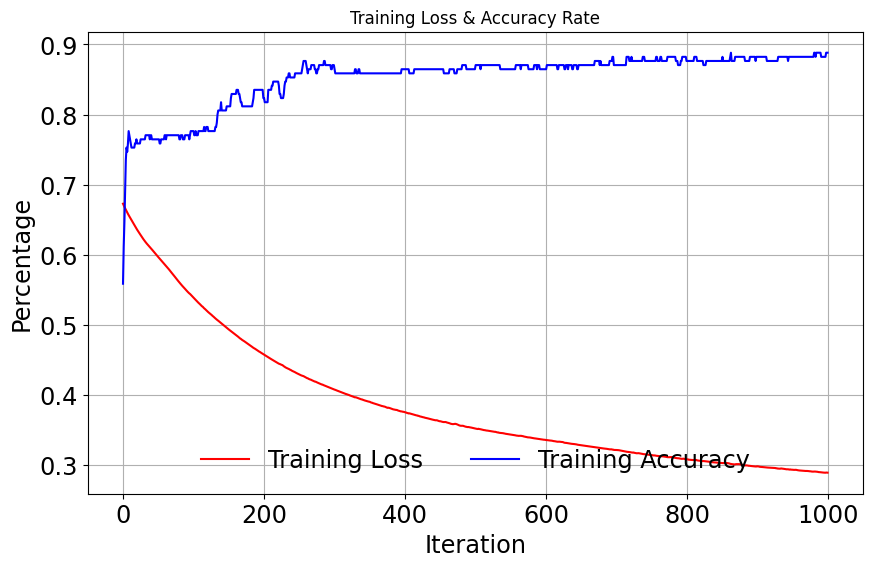 Training Loss & Accuracy Rate
0.9
0.8
0.7
0.6
0.5
0.4
0.3
Percentage
Training Loss Training Accuracy
0 200 400 600 800 1000
Iteration